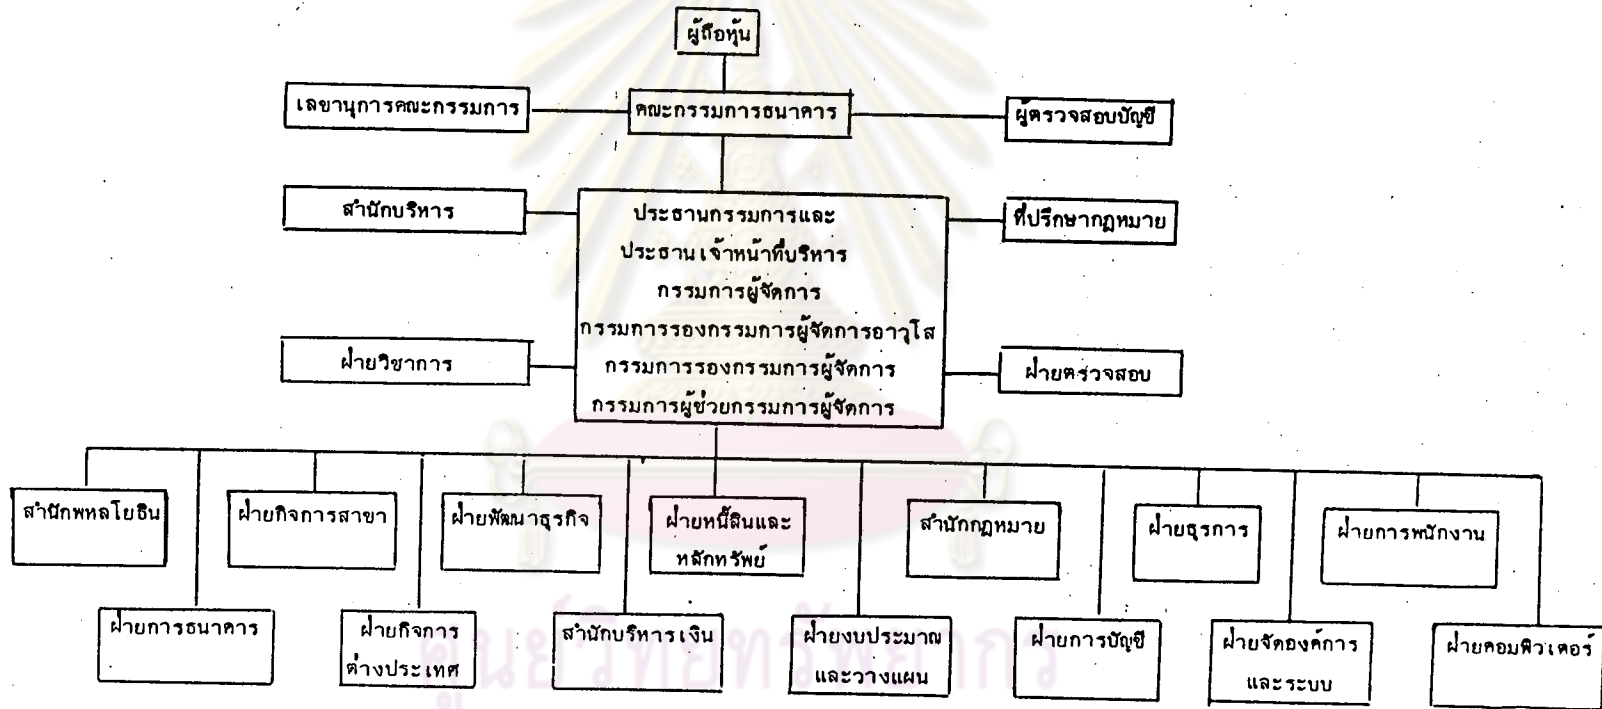 ผู้ถือหุ้น
เลขานุการคณะกรรมการ
คณะกรรมการธนาคาร
ผู้ตรวจสอบบัญชี
สำนักบริหาร
ประธานกรรมการและ
ประธานเจ้าหน้าที่บริหาร
กรรมการผู้จัดการ
กรรมการรองกรรมการผู้จัดการอาวุโส
กรรมการรองกรรมการผู้จัดการ
กรรมการผู้ช่วยกรรมการผู้จัดการ
ที่ปรึกษากฎหมาย
ฝ่ายวิชาการ
ฝ่ายตรวจสอบ
สำนักพหลโยธิน
ฝ่ายกิจการสาขา
ฝ่ายพัฒนาธุรกิจ
ฝ่ายหนี้สินและ
หลักทรัพย์
สำนักกฎหมาย
ฝ่ายธุรการ
ฝ่ายการพนักงาน
ฝ่ายการธนาคาร
ฝ่ายกิจการ
ต่างประเทศ
สำนักบริหารเงิน
ฝ่ายงบประมาณ
และวางแผน
ฝ่ายการบัญชี
ฝ่ายจัดองค์การ
และระบบ
ฝ่ายคอมพิวเตอร์
ศูนย์วิทยทรัพยากร